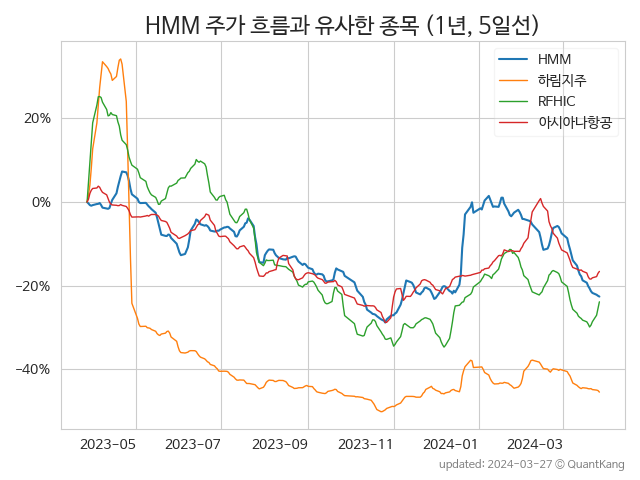 HMM 주가 흐름과 유사한 종목 (1년, 5일선)
HMM
하림지주
RFHIC
아시아나항공
20%
0%
−20%
−40%
2023-05 2023-07 2023-09 2023-11 2024-01 2024-03
updated: 2024-03-27 © QuantKang